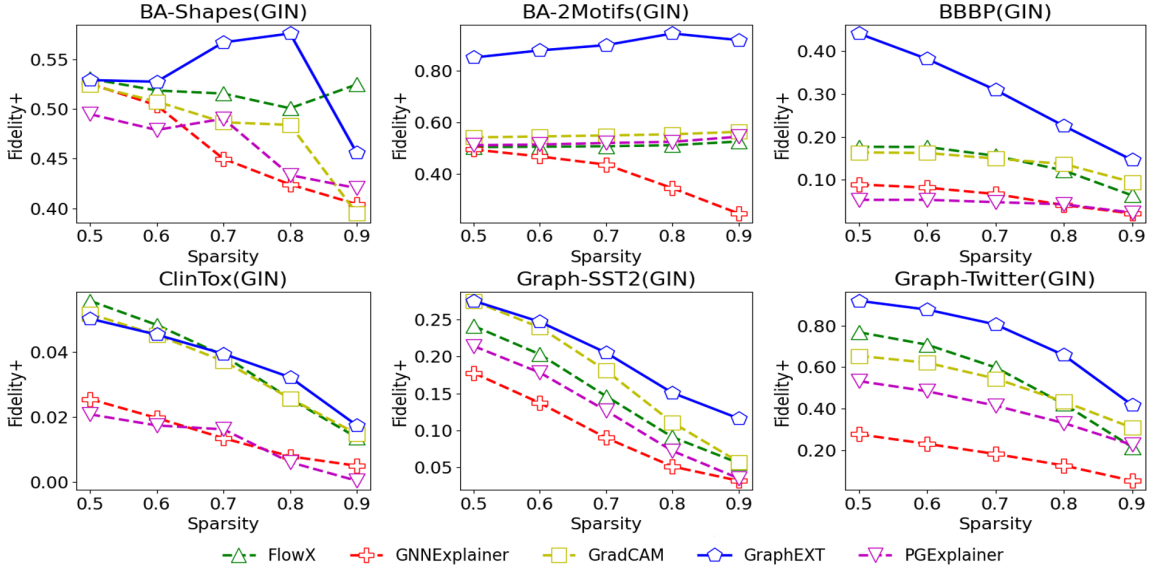 BA-Shapes(GIN)
BA-2Motifs(GIN)
BBBP(GIN)
Fidelity+
0.55
0.50
0.45
0.40
0.5 0.6 0.7 0.8 0.9
Sparsity
Fidelity+
0.80
0.60
0.40
0.5 0.6 0.7 0.8 0.9
Sparsity
Fidelity+
0.40
0.30
0.20
0.10
0.5 0.6 0.7 0.8 0.9
Sparsity
ClinTox(GIN)
Graph-SST2(GIN)
Graph-Twitter(GIN)
Fidelity+
0.04
0.02
0.00
0.5 0.6 0.7 0.8 0.9
Sparsity
Fidelity+
0.25
0.20
0.15
0.10
0.05
0.5 0.6 0.7 0.8 0.9
Sparsity
Fidelity+
0.80
0.60
0.40
0.20
0.5 0.6 0.7 0.8 0.9
Sparsity
FlowX GNNExplainer GradCAM GraphEXT PGExplainer